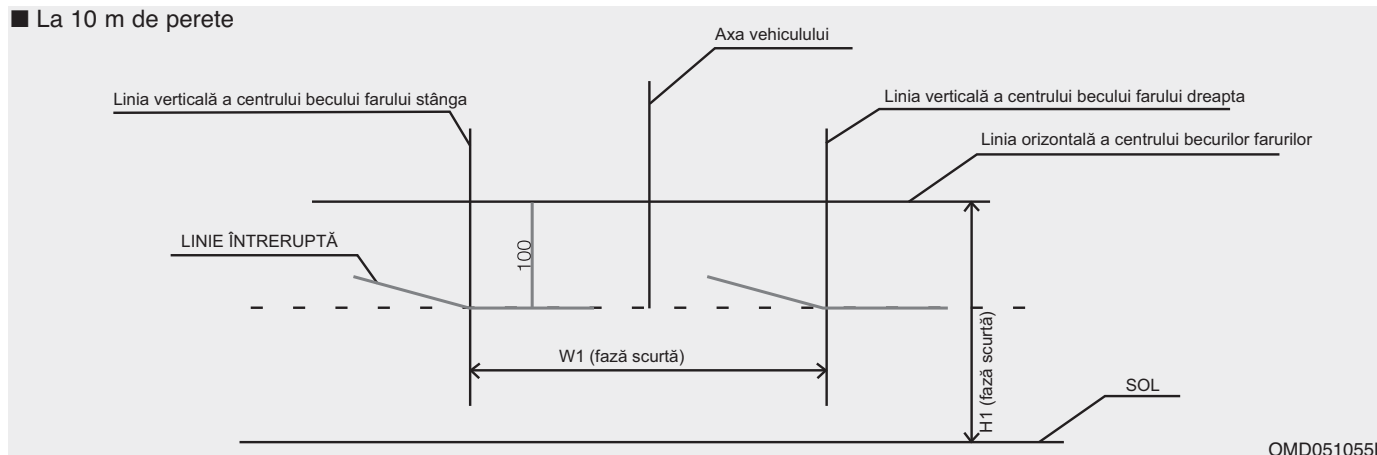 ■ La 10 m de perete
Axa vehiculului
Linia verticală a centrului becului farului stânga
Linia verticală a centrului becului farului dreapta
Linia orizontală a centrului becurilor farurilor
LINIE ÎNTRERUPTĂ
100
W1 (fază scurtă)
H1 (fază scurtă)
SOL